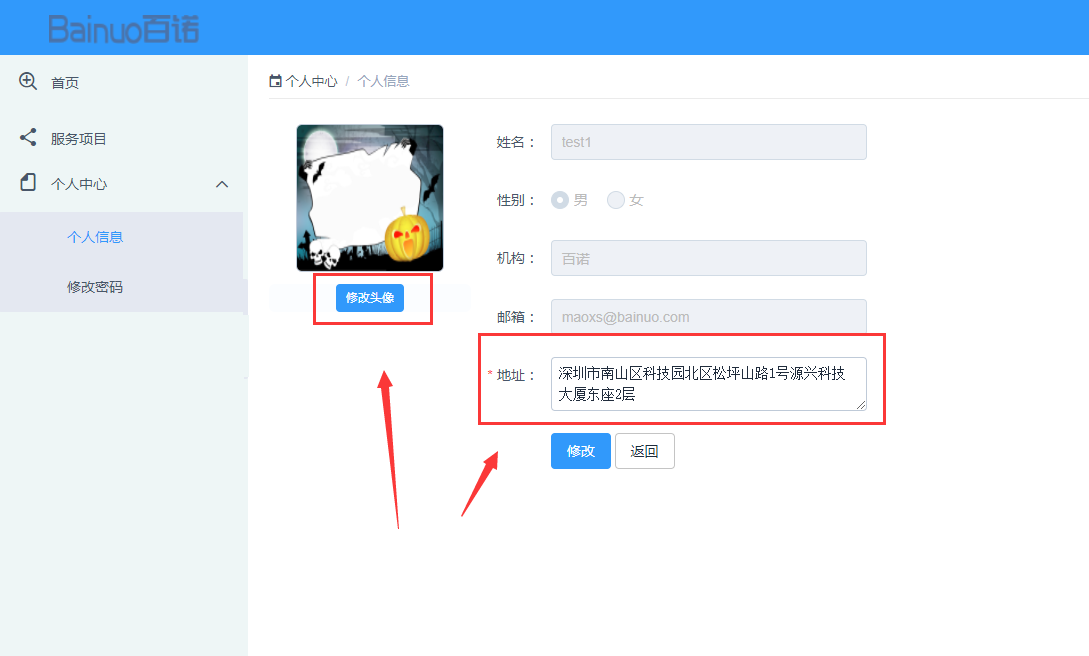 Bainuo百诺
首页
服务项目
个人中心
个人信息
修改密码
个人中心 / 个人信息
修改头像
姓名： test1
性别： 男 女
机构： 百诺
邮箱： maoxs@bainuo.com
* 地址： 深圳市南山区科技园北区松坪山路1号源兴科技
大厦东座2层
修改 返回